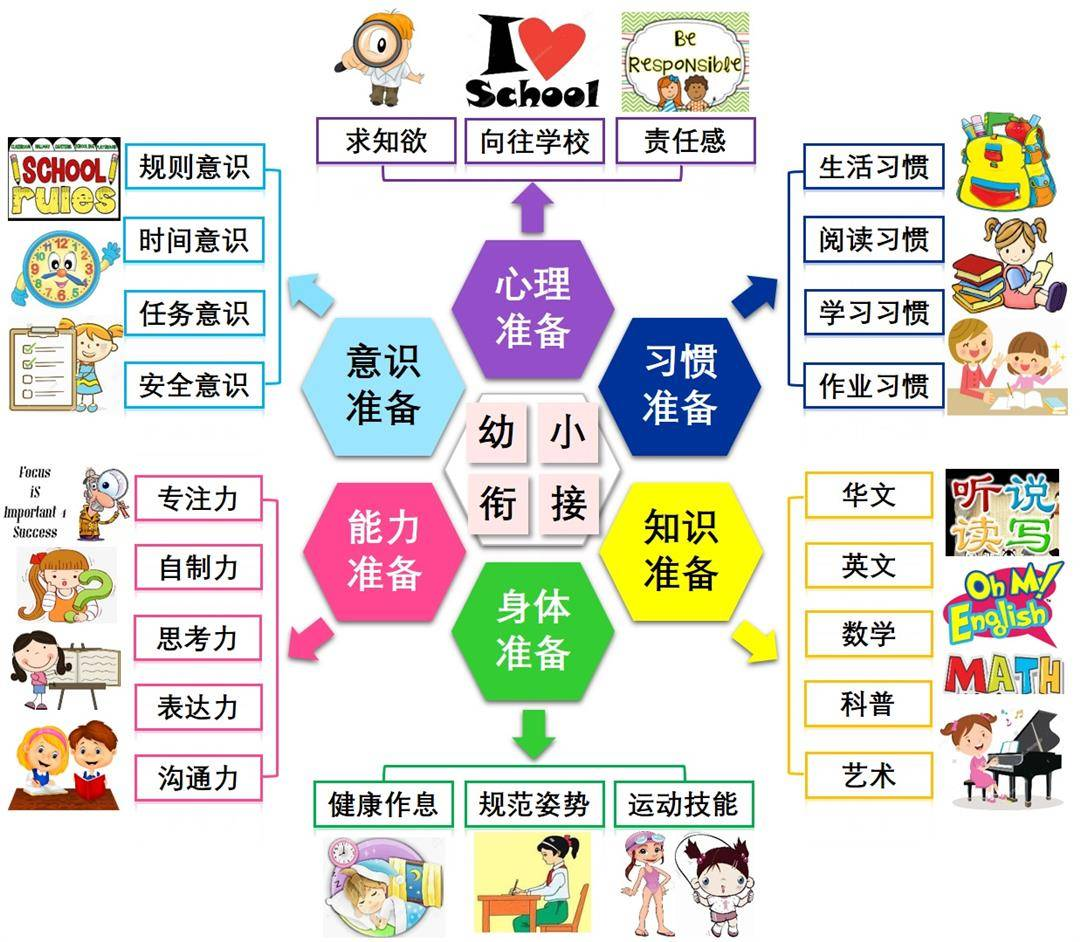 I
School
Be
Responsible
求知欲
向往学校
责任感
SCHOOL
rules
规则意识
时间意识
任务意识
安全意识
生活习惯
阅读习惯
学习习惯
作业习惯
心理
准备
意识
准备
习惯
准备
幼 小
衔 接
能力
准备
知识
准备
身体
准备
Focus
is
Important 4
Success
专注力
自制力
思考力
表达力
沟通力
华文
英文
数学
科普
艺术
听说
读写
Oh My!
English
MATH
健康作息
规范姿势
运动技能